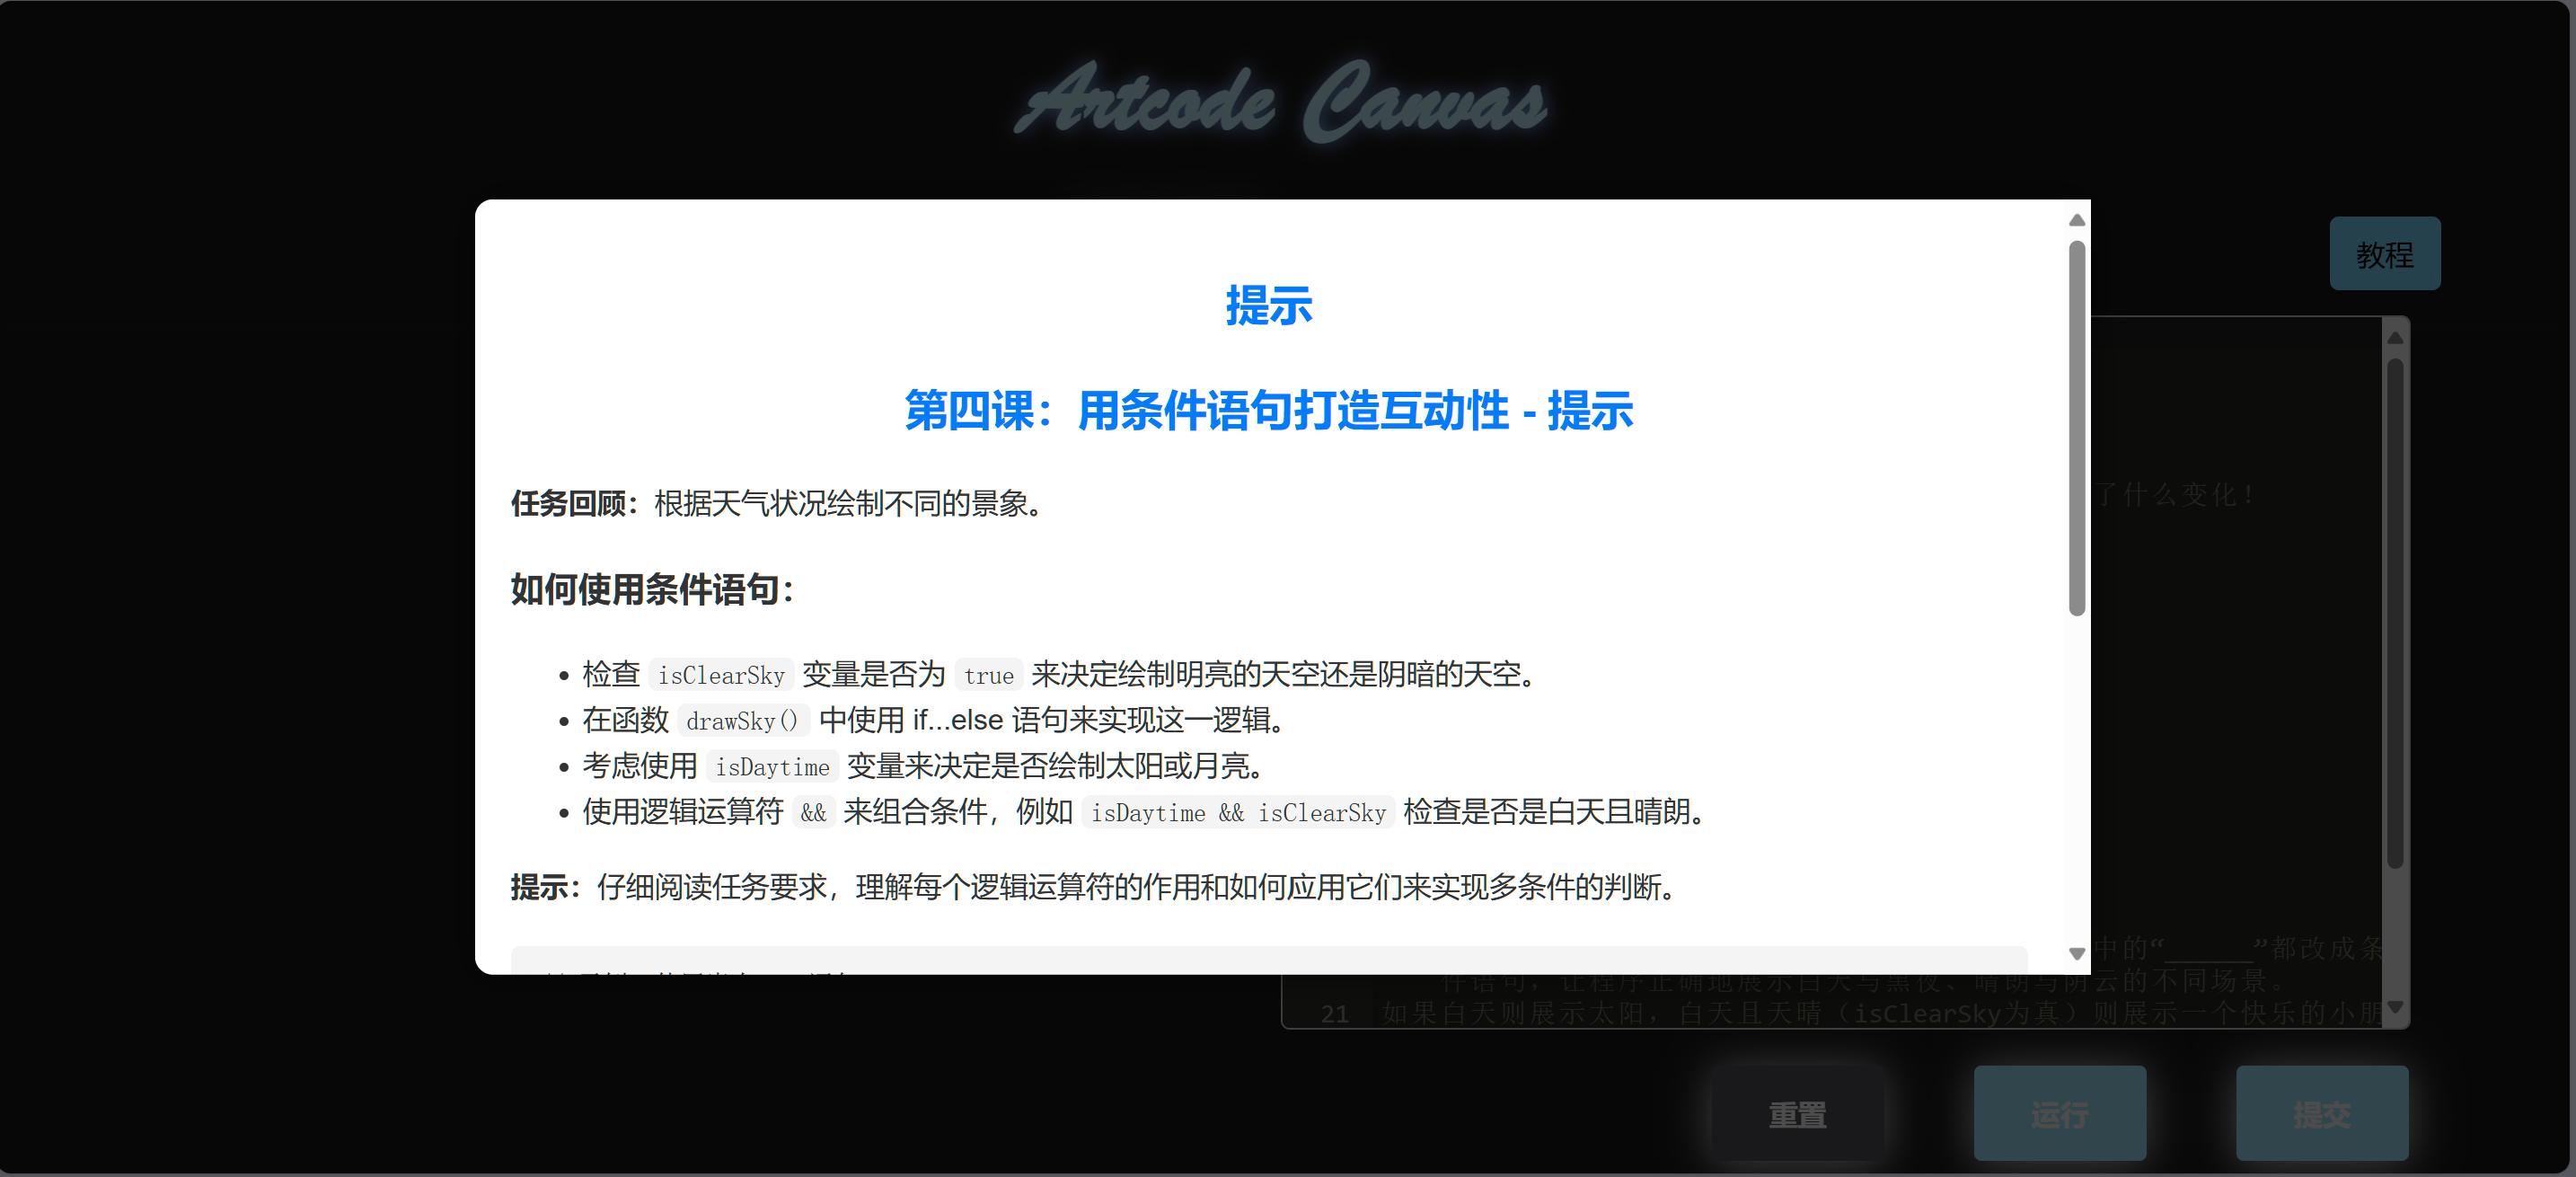 Artcode Canvas
教程
提示
第四课：用条件语句打造互动性 - 提示
任务回顾：根据天气状况绘制不同的景象。
如何使用条件语句：
• 检查 isClearSky 变量是否为 true 来决定绘制明亮的天空还是阴暗的天空。
• 在函数 drawSky() 中使用 if...else 语句来实现这一逻辑。
• 考虑使用 isDaytime 变量来决定是否绘制太阳或月亮。
• 使用逻辑运算符 && 来组合条件，例如 isDaytime && isClearSky 检查是否是白天且晴朗。
提示：仔细阅读任务要求，理解每个逻辑运算符的作用和如何应用它们来实现多条件的判断。
了什么变化！
中的“______”都改成条
件语句，让程序正确地展示白天与黑夜、晴朗与阴云的不同场景。
21 如果白天则展示太阳，白天且天晴（isClearSky为真）则展示一个快乐的小朋
重置
运行
提交